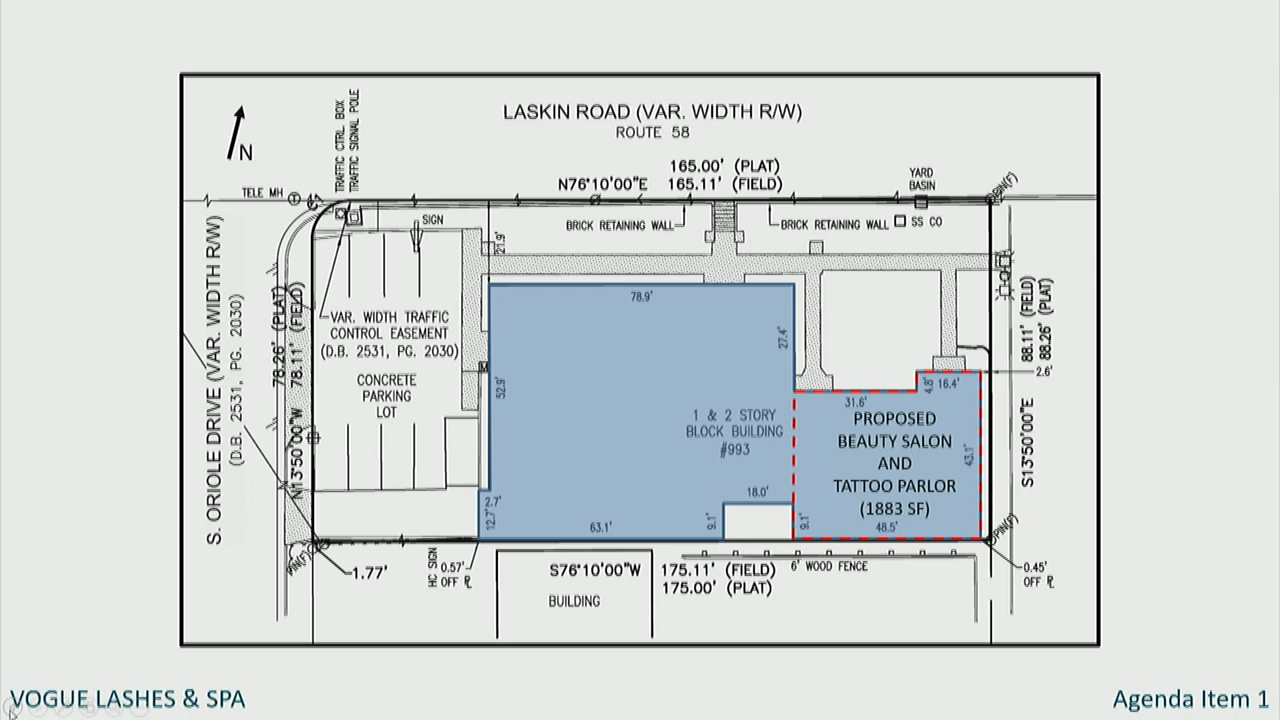 LASKIN ROAD (VAR. WIDTH R/W)
ROUTE 58
N
TRAFFIC CTRL. BOX
TRAFFIC SIGNAL POLE
165.00' (PLAT)
N76°10'00"E 165.11' (FIELD)
YARD
BASIN
TELE MH
PIN(F)
SIGN
BRICK RETAINING WALL
BRICK RETAINING WALL
SS CO
21.9'
S. ORIOLE DRIVE (VAR. WIDTH R/W)
(D.B. 2531, PG. 2030)
78.26' (PLAT)
N13°50'00"W 78.11' (FIELD)
VAR. WIDTH TRAFFIC
CONTROL EASEMENT
(D.B. 2531, PG. 2030)
CONCRETE
PARKING
LOT
78.9'
27.4'
52.9'
M
1 & 2 STORY
BLOCK BUILDING
#993
18.0'
9.1'
2.7'
12.7'
63.1'
31.6'
4.8'
16.4'
2.6'
PROPOSED
BEAUTY SALON
AND
TATTOO PARLOR
(1883 SF)
43.1'
9.1'
48.5'
88.11' (FIELD)
88.26' (PLAT)
S13°50'00"E
PIN(F)
PIN(F)
1.77'
HC SIGN
0.57'
OFF PL
S76°10'00"W 175.11' (FIELD)
175.00' (PLAT)
BUILDING
6' WOOD FENCE
0.45'
OFF PL
VOGUE LASHES & SPA
Agenda Item 1